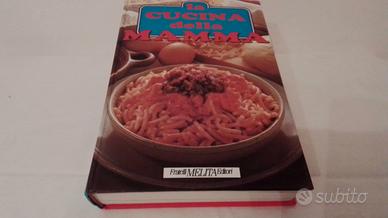 la
CUCINA
della
MAMMA
Fratelli MELITA Editori
subito